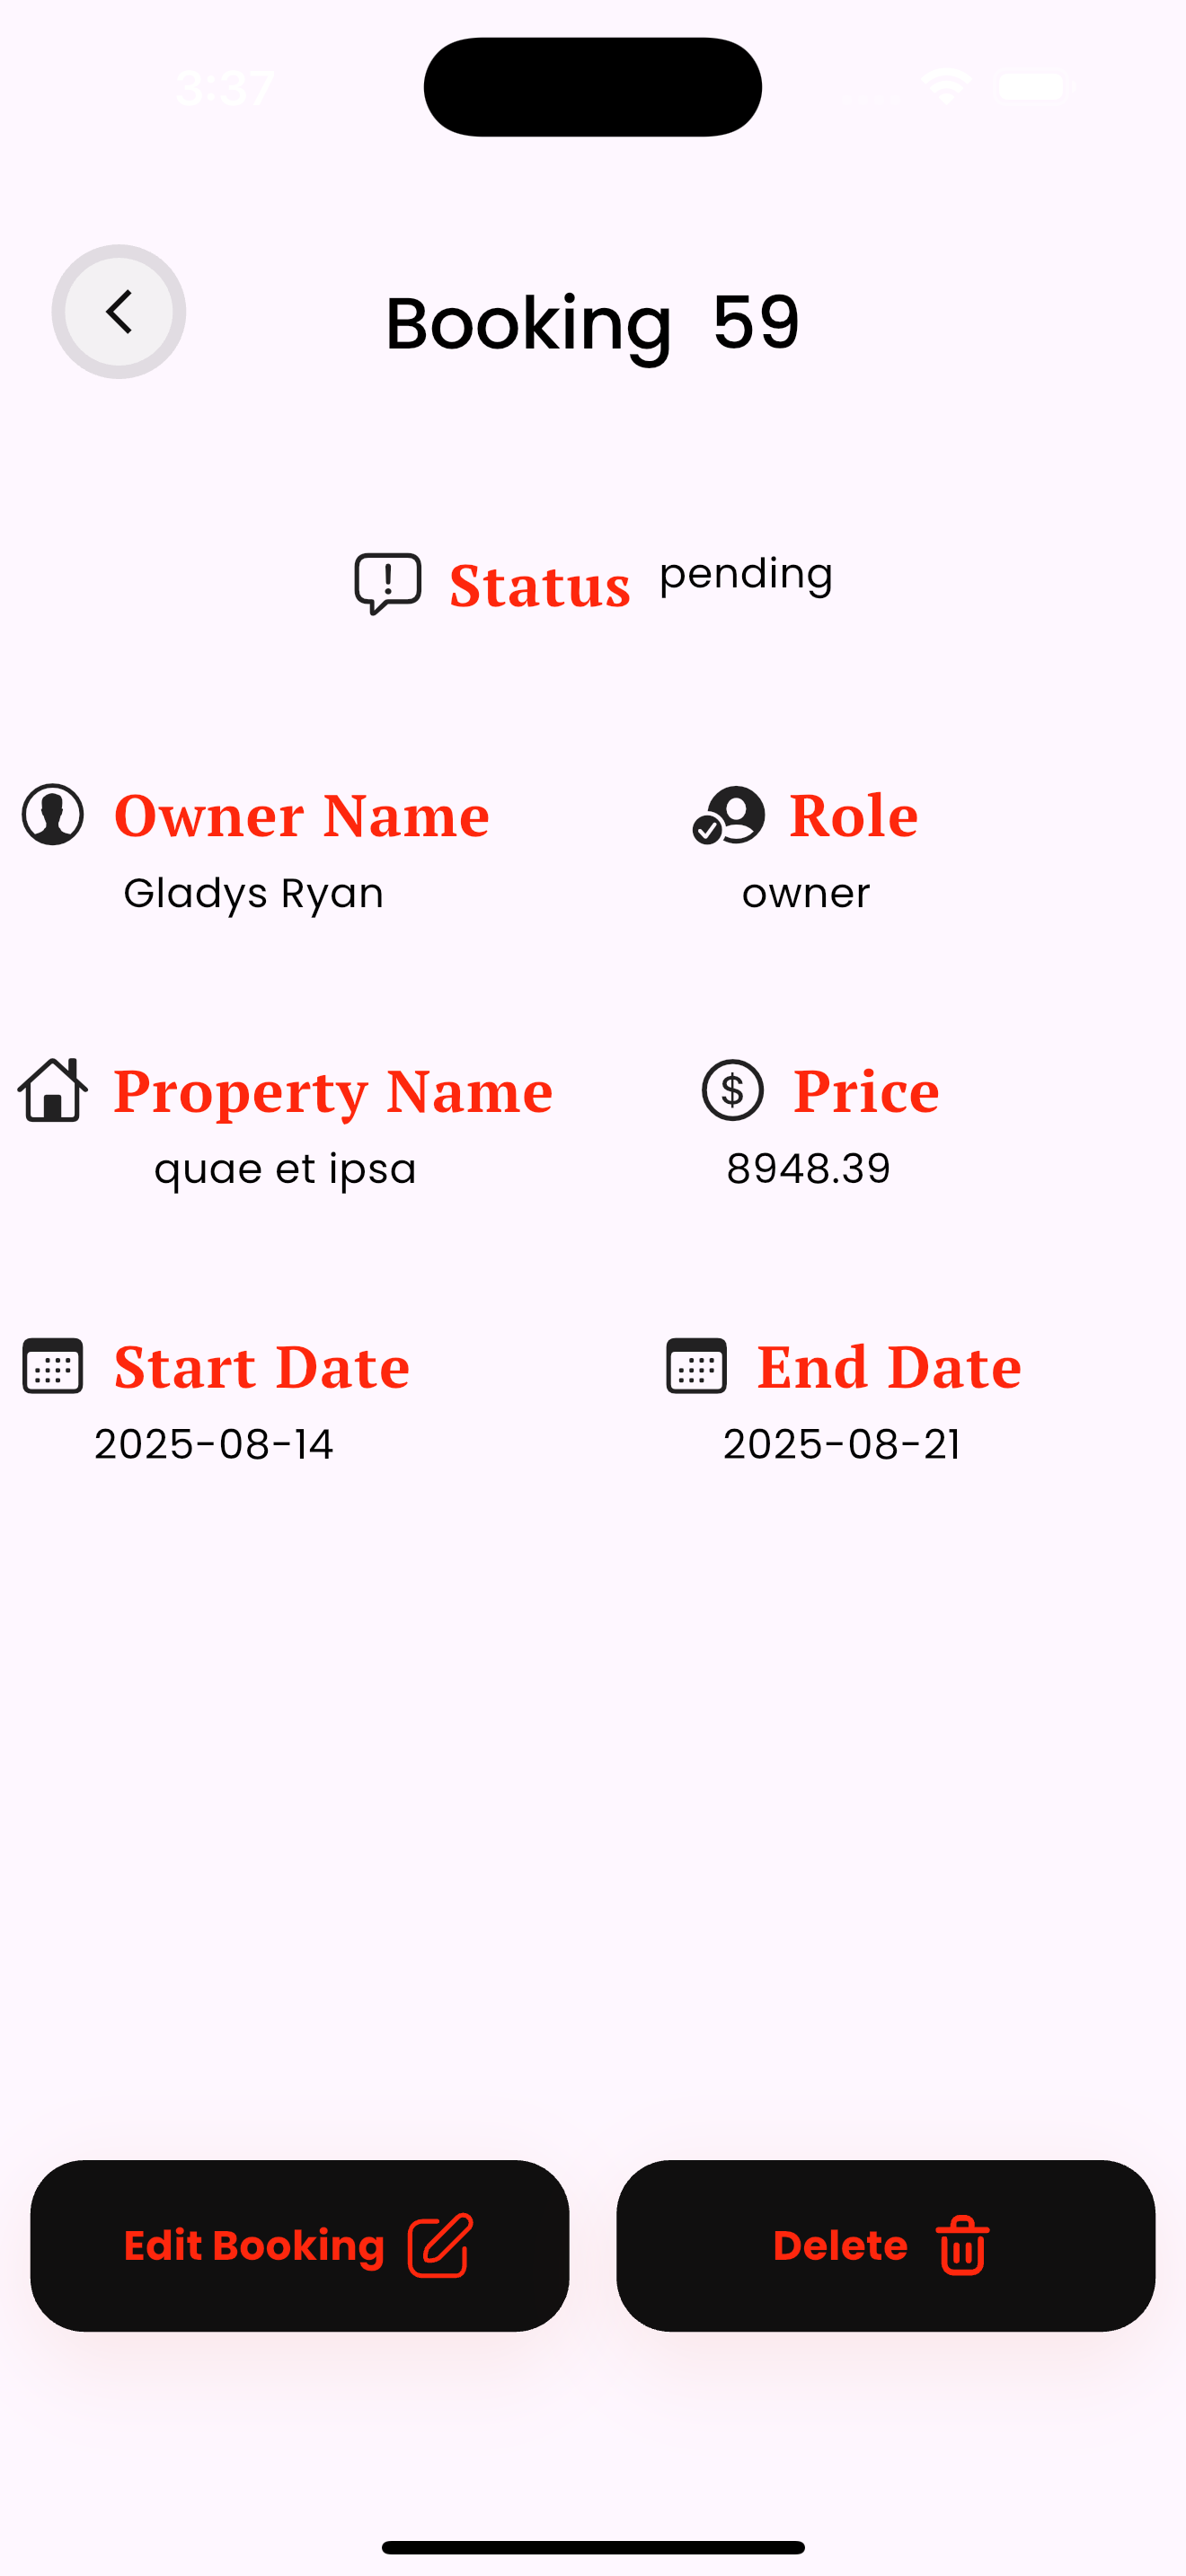 3:37
Booking 59
Status pending
Owner Name
Role
Gladys Ryan
owner
Property Name
Price
quae et ipsa
8948.39
Start Date
End Date
2025-08-14
2025-08-21
Edit Booking
Delete